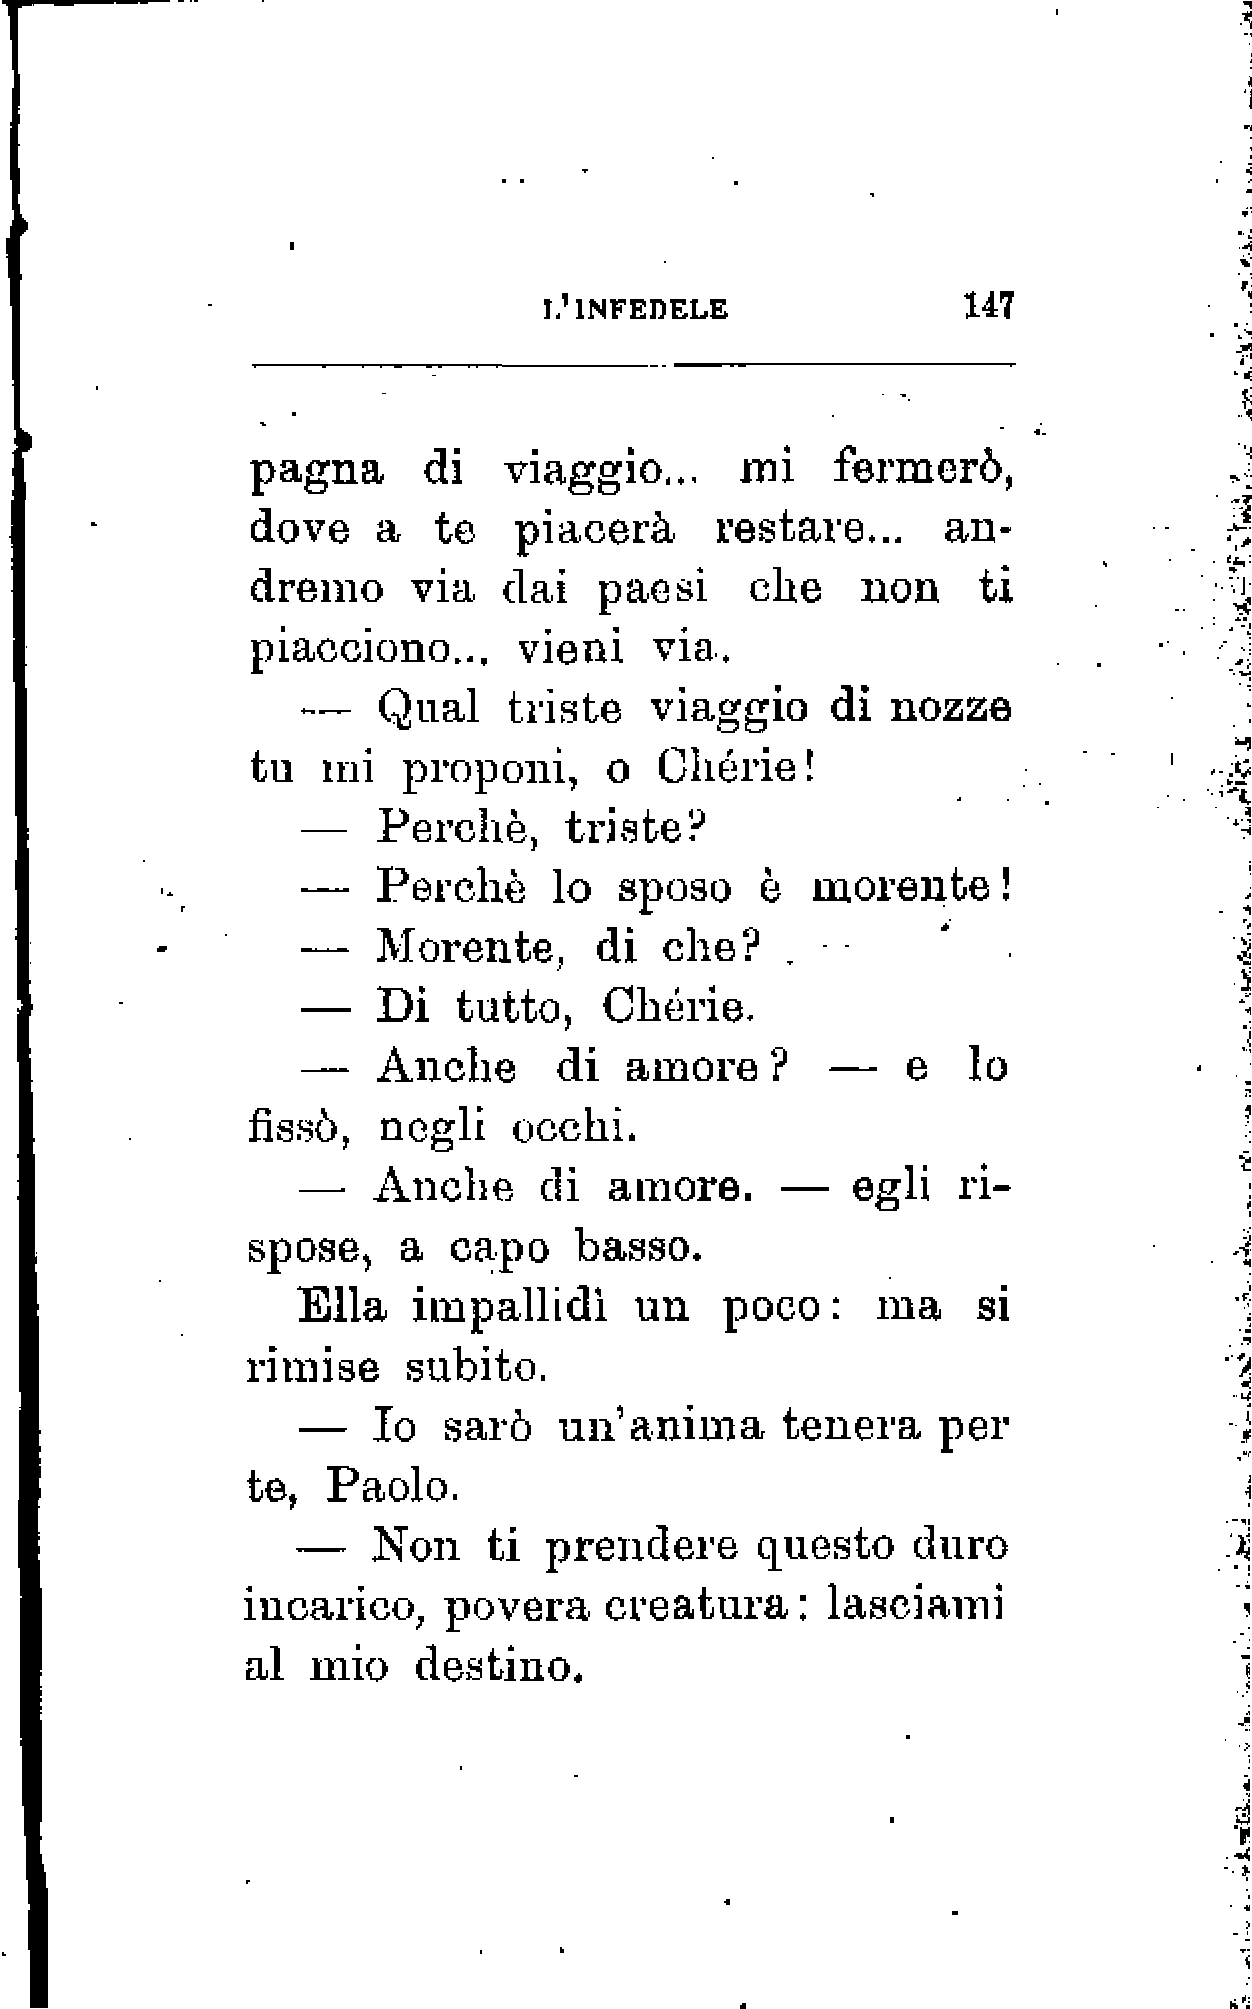 L'INFEDELE 147
pagna di viaggio... mi fermerò,
dove a te piacerà restare... an-
dremo via dai paesi che non ti
piacciono... vieni via.
— Qual triste viaggio di nozze
tu mi proponi, o Chérie!
— Perchè, triste?
— Perchè lo sposo è morente!
— Morente, di che?
— Di tutto, Chérie.
— Anche di amore? — e lo
fissò, negli occhi.
— Anche di amore. — egli ri-
spose, a capo basso.
Ella impallidì un poco: ma si
rimise subito.
— Io sarò un'anima tenera per
te, Paolo.
— Non ti prendere questo duro
incarico, povera creatura: lasciami
al mio destino.